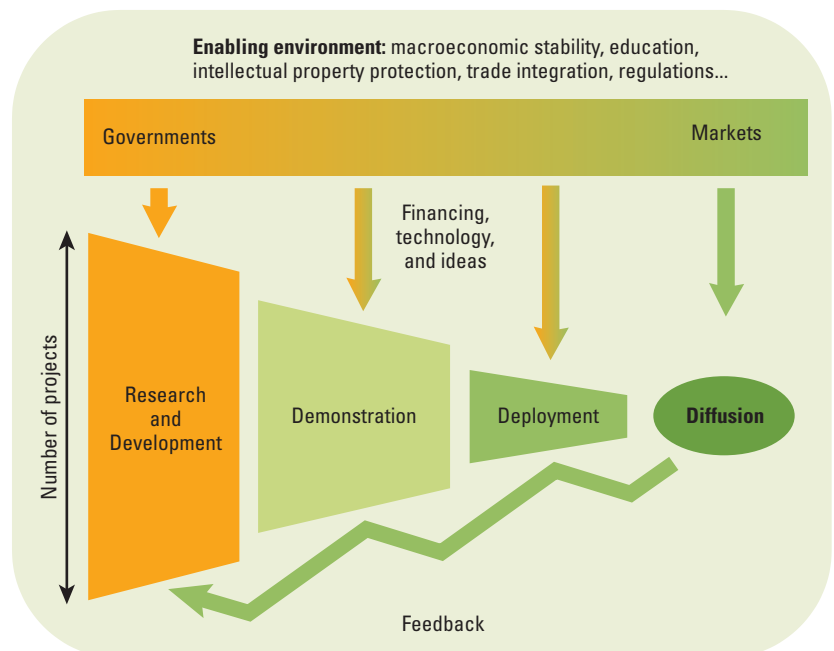 Enabling environment: macroeconomic stability, education,
intellectual property protection, trade integration, regulations...
Governments
Markets
Financing,
technology,
and ideas
Number of projects
Research
and
Development
Demonstration
Deployment
Diffusion
Feedback